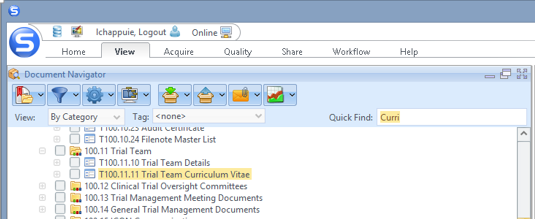 Ichappuie, Logout Online
Home View Acquire Quality Share Workflow Help
Document Navigator
View: By Category Tag: <none> Quick Find: Curri
T100.10.23 Audit Certificate
T100.10.24 Filenote Master List
100.11 Trial Team
T100.11.10 Trial Team Details
T100.11.11 Trial Team Curriculum Vitae
100.12 Clinical Trial Oversight Committees
100.13 Trial Management Meeting Documents
100.14 General Trial Management Documents